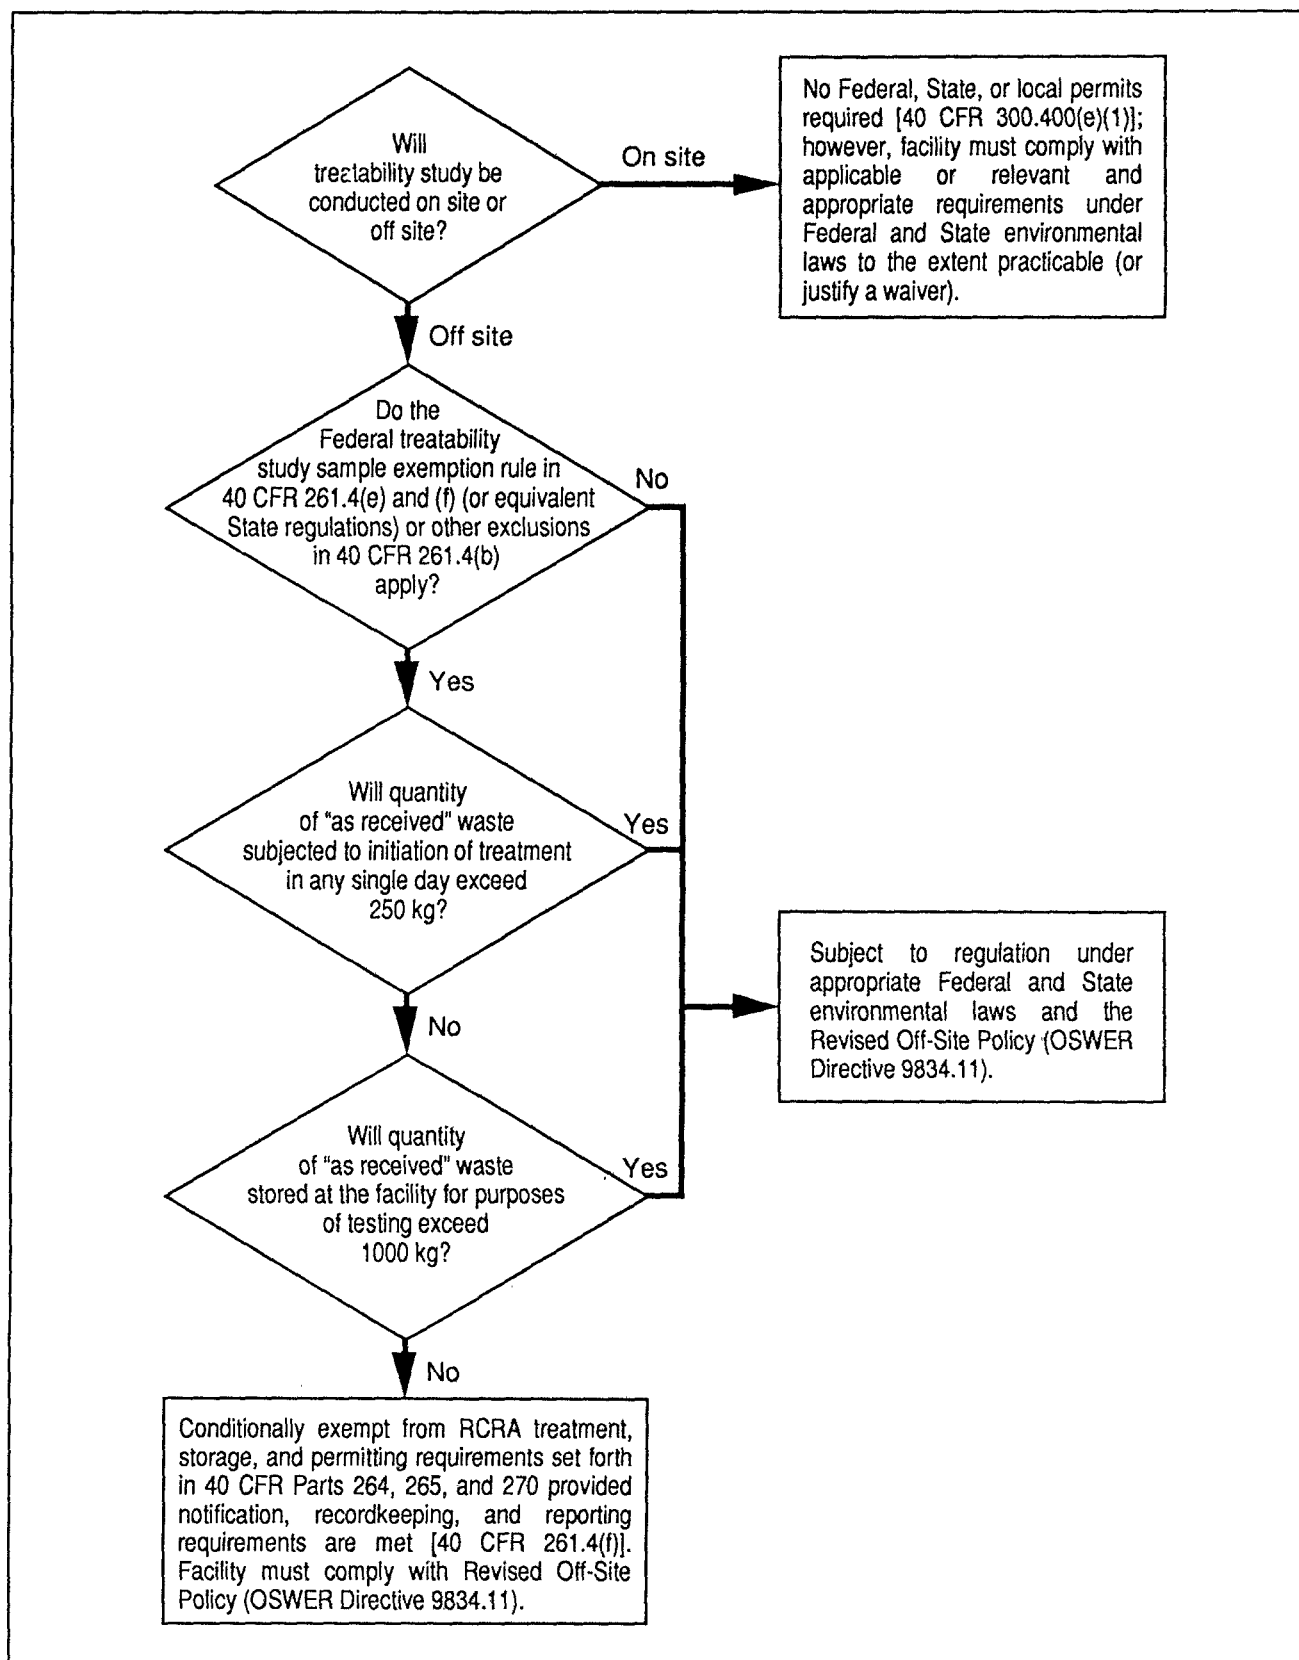 Will
treatability study be
conducted on site or
off site?
On site
No Federal, State, or local permits
required [40 CFR 300.400(e)(1)];
however, facility must comply with
applicable or relevant and
appropriate requirements under
Federal and State environmental
laws to the extent practicable (or
justify a waiver).
Off site
Do the
Federal treatability
study sample exemption rule in
40 CFR 261.4(e) and (f) (or equivalent
State regulations) or other exclusions
in 40 CFR 261.4(b)
apply?
No
Yes
Will quantity
of "as received" waste
subjected to initiation of treatment
in any single day exceed
250 kg?
Yes
No
Subject to regulation under
appropriate Federal and State
environmental laws and the
Revised Off-Site Policy (OSWER
Directive 9834.11).
Will quantity
of "as received" waste
stored at the facility for purposes
of testing exceed
1000 kg?
Yes
No
Conditionally exempt from RCRA treatment,
storage, and permitting requirements set forth
in 40 CFR Parts 264, 265, and 270 provided
notification, recordkeeping, and reporting
requirements are met [40 CFR 261.4(f)].
Facility must comply with Revised Off-Site
Policy (OSWER Directive 9834.11).